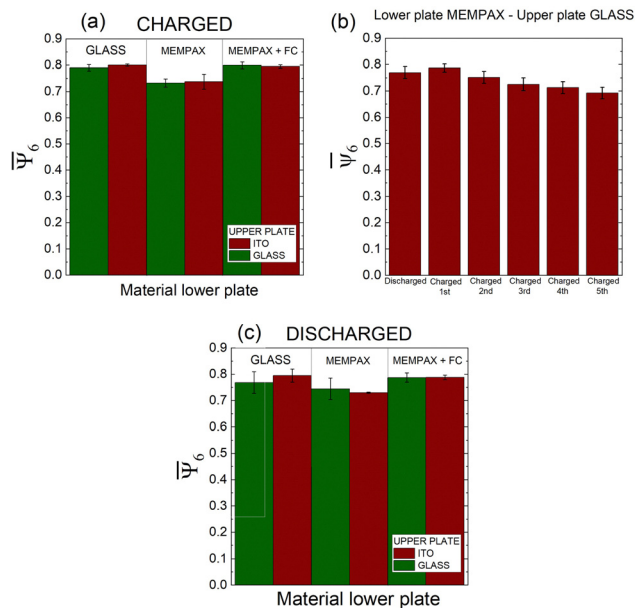 (a) CHARGED
GLASS MEMPAX MEMPAX + FC
0.9
0.8
0.7
0.6
0.5
0.4
0.3
0.2
0.1
0.0
Ψ̅6
UPPER PLATE
ITO
GLASS
Material lower plate
(b) Lower plate MEMPAX - Upper plate GLASS
0.9
0.8
0.7
0.6
0.5
0.4
0.3
0.2
0.1
0.0
ψ̅6
Discharged Charged Charged Charged Charged Charged
1st 2nd 3rd 4th 5th
(c) DISCHARGED
GLASS MEMPAX MEMPAX + FC
0.9
0.8
0.7
0.6
0.5
0.4
0.3
0.2
0.1
0.0
Ψ̅6
UPPER PLATE
ITO
GLASS
Material lower plate